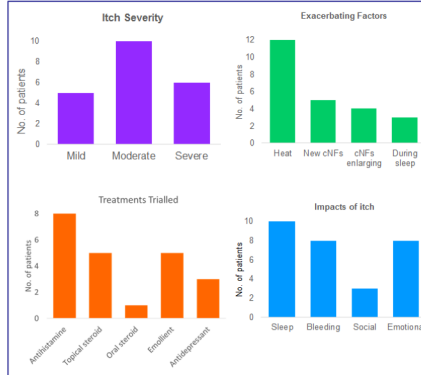 Itch Severity
No. of patients
10
8
6
4
2
0
Mild Moderate Severe
Exacerbating Factors
No. of patients
12
10
8
6
4
2
0
Heat New cNFs cNFs During
enlarging sleep
Treatments Trialled
No. of patients
8
6
4
2
0
Antihistamine Topical steroid Oral steroid Emollient Antidepressant
Impacts of itch
No. of patients
10
8
6
4
2
0
Sleep Bleeding Social Emotional